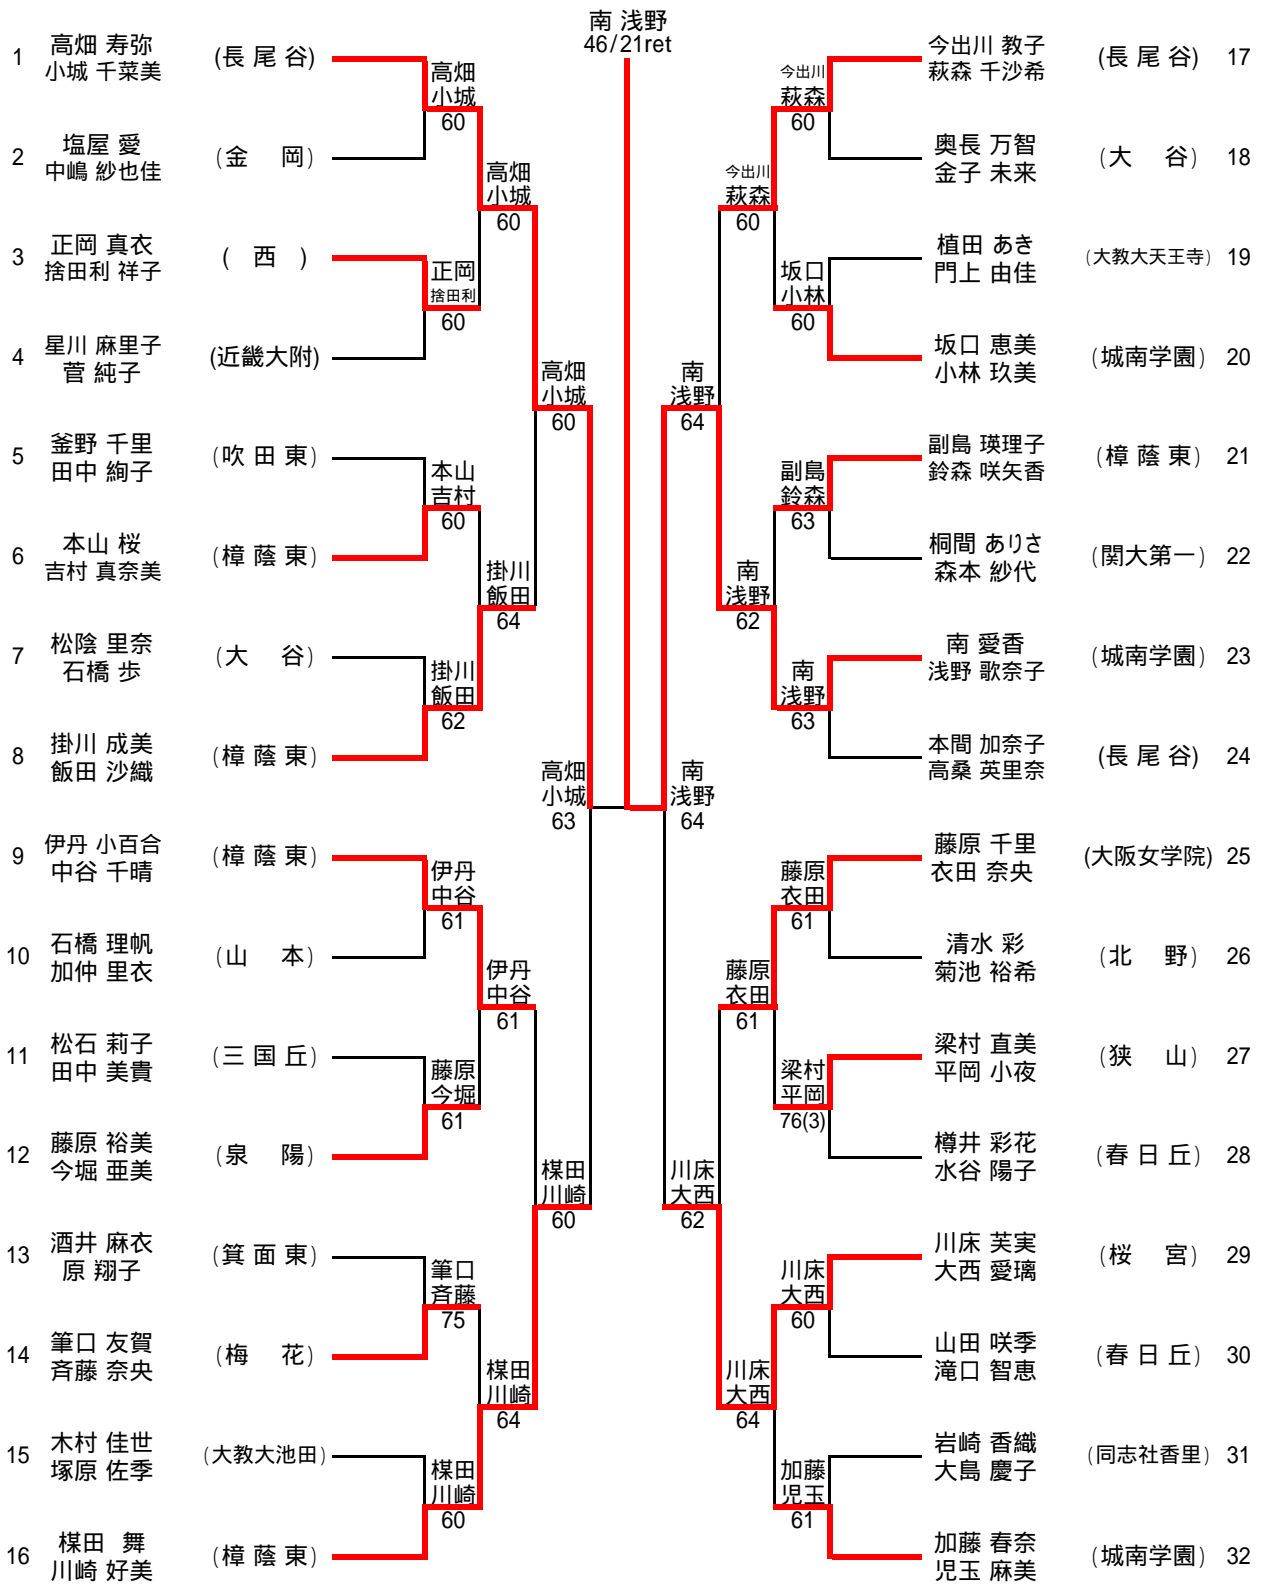 南 浅野
46/21ret
1 高畑 寿弥 (長尾谷)
小城 千菜美
2 塩屋 愛 (金 岡)
中嶋 紗也佳
3 正岡 真衣 (西)
捨田利 祥子
4 星川 麻里子 (近畿大附)
菅 純子
5 釜野 千里 (吹田東)
田中 絢子
6 本山 桜 (樟蔭東)
吉村 真奈美
7 松陰 里奈 (大 谷)
石橋 歩
8 掛川 成美 (樟蔭東)
飯田 沙織
9 伊丹 小百合 (樟蔭東)
中谷 千晴
10 石橋 理帆 (山 本)
加仲 里衣
11 松石 莉子 (三国丘)
田中 美貴
12 藤原 裕美 (泉 陽)
今堀 亜美
13 酒井 麻衣 (箕面東)
原 翔子
14 筆口 友賀 (梅 花)
斉藤 奈央
15 木村 佳世 (大教大池田)
塚原 佐季
16 楳田 舞 (樟蔭東)
川崎 好美
高畑
小城
60
正岡
捨田利
60
本山
吉村
60
掛川
飯田
62
伊丹
中谷
61
藤原
今堀
61
筆口
斉藤
75
楳田
川崎
60
高畑
小城
60
掛川
飯田
64
伊丹
中谷
61
楳田
川崎
64
高畑
小城
60
楳田
川崎
60
高畑
小城
63
南
浅野
64
南
浅野
64
川床
大西
62
今出川
萩森
60
南
浅野
62
藤原
衣田
61
川床
大西
64
今出川
萩森
60
坂口
小林
60
副島
鈴森
63
南
浅野
63
藤原
衣田
61
梁村
平岡
76(3)
川床
大西
60
加藤
児玉
61
今出川 教子 (長尾谷) 17
萩森 千沙希
奥長 万智 (大 谷) 18
金子 未来
植田 あき (大教大天王寺) 19
門上 由佳
坂口 恵美 (城南学園) 20
小林 玖美
副島 瑛理子 (樟蔭東) 21
鈴森 咲矢香
桐間 ありさ (関大第一) 22
森本 紗代
南 愛香 (城南学園) 23
浅野 歌奈子
本間 加奈子 (長尾谷) 24
高桑 英里奈
藤原 千里 (大阪女学院) 25
衣田 奈央
清水 彩 (北 野) 26
菊池 裕希
梁村 直美 (狭 山) 27
平岡 小夜
樽井 彩花 (春日丘) 28
水谷 陽子
川床 芙実 (桜 宮) 29
大西 愛璃
山田 咲季 (春日丘) 30
滝口 智恵
岩崎 香織 (同志社香里) 31
大島 慶子
加藤 春奈 (城南学園) 32
児玉 麻美